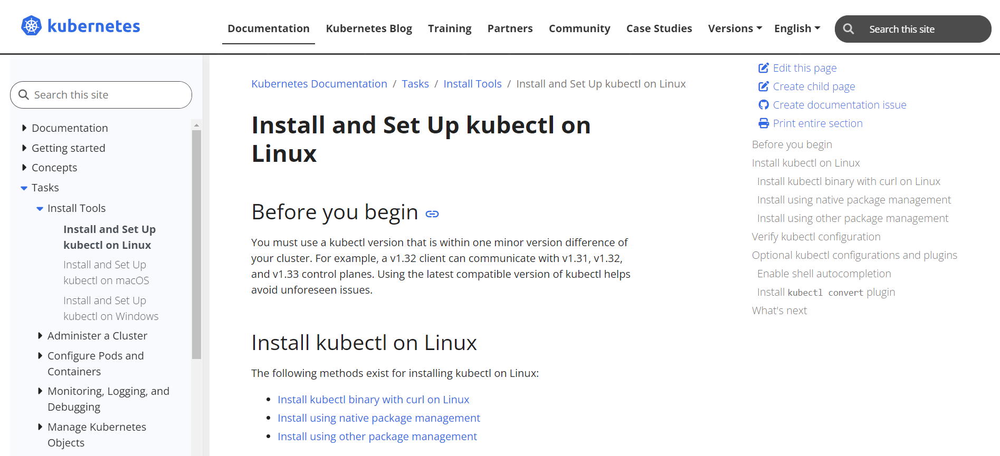 kubernetes
Documentation
Kubernetes Blog
Training
Partners
Community
Case Studies
Versions
English
Search this site
Search this site
Documentation
Getting started
Concepts
Tasks
Install Tools
Install and Set Up
kubectl on Linux
Install and Set Up
kubectl on macOS
Install and Set Up
kubectl on Windows
Administer a Cluster
Configure Pods and
Containers
Monitoring, Logging, and
Debugging
Manage Kubernetes
Objects
Kubernetes Documentation / Tasks / Install Tools / Install and Set Up kubectl on Linux
Install and Set Up kubectl on
Linux
Before you begin
You must use a kubectl version that is within one minor version difference of
your cluster. For example, a v1.32 client can communicate with v1.31, v1.32,
and v1.33 control planes. Using the latest compatible version of kubectl helps
avoid unforeseen issues.
Install kubectl on Linux
The following methods exist for installing kubectl on Linux:
Install kubectl binary with curl on Linux
Install using native package management
Install using other package management
Edit this page
Create child page
Create documentation issue
Print entire section
Before you begin
Install kubectl on Linux
Install kubectl binary with curl on Linux
Install using native package management
Install using other package management
Verify kubectl configuration
Optional kubectl configurations and plugins
Enable shell autocompletion
Install kubectl convert plugin
What's next